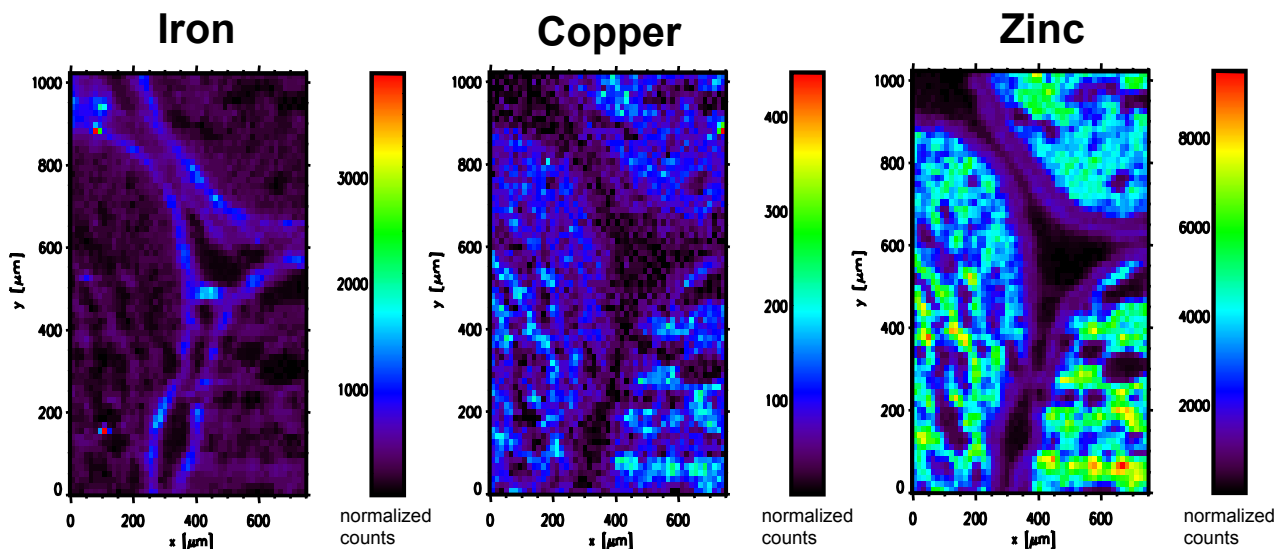 Iron
Copper
Zinc
1000
800
600
400
200
0
y [μm]
0 200 400 600
x [μm]
3000
2000
1000
normalized
counts
1000
800
600
400
200
0
y [μm]
0 200 400 600
x [μm]
400
300
200
100
normalized
counts
1000
800
600
400
200
0
y [μm]
0 200 400 600
x [μm]
8000
6000
4000
2000
normalized
counts